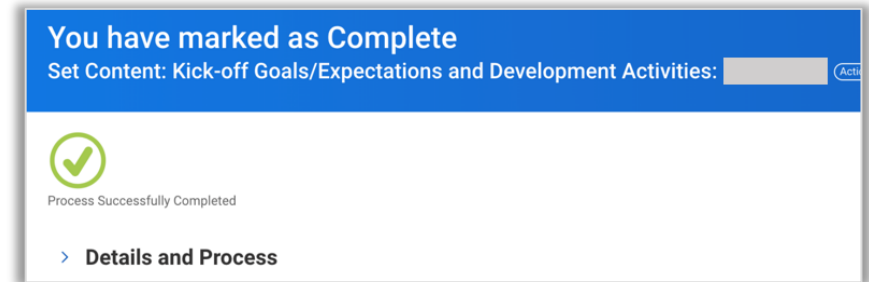 You have marked as Complete
Set Content: Kick-off Goals/Expectations and Development Activities:
Process Successfully Completed
Details and Process